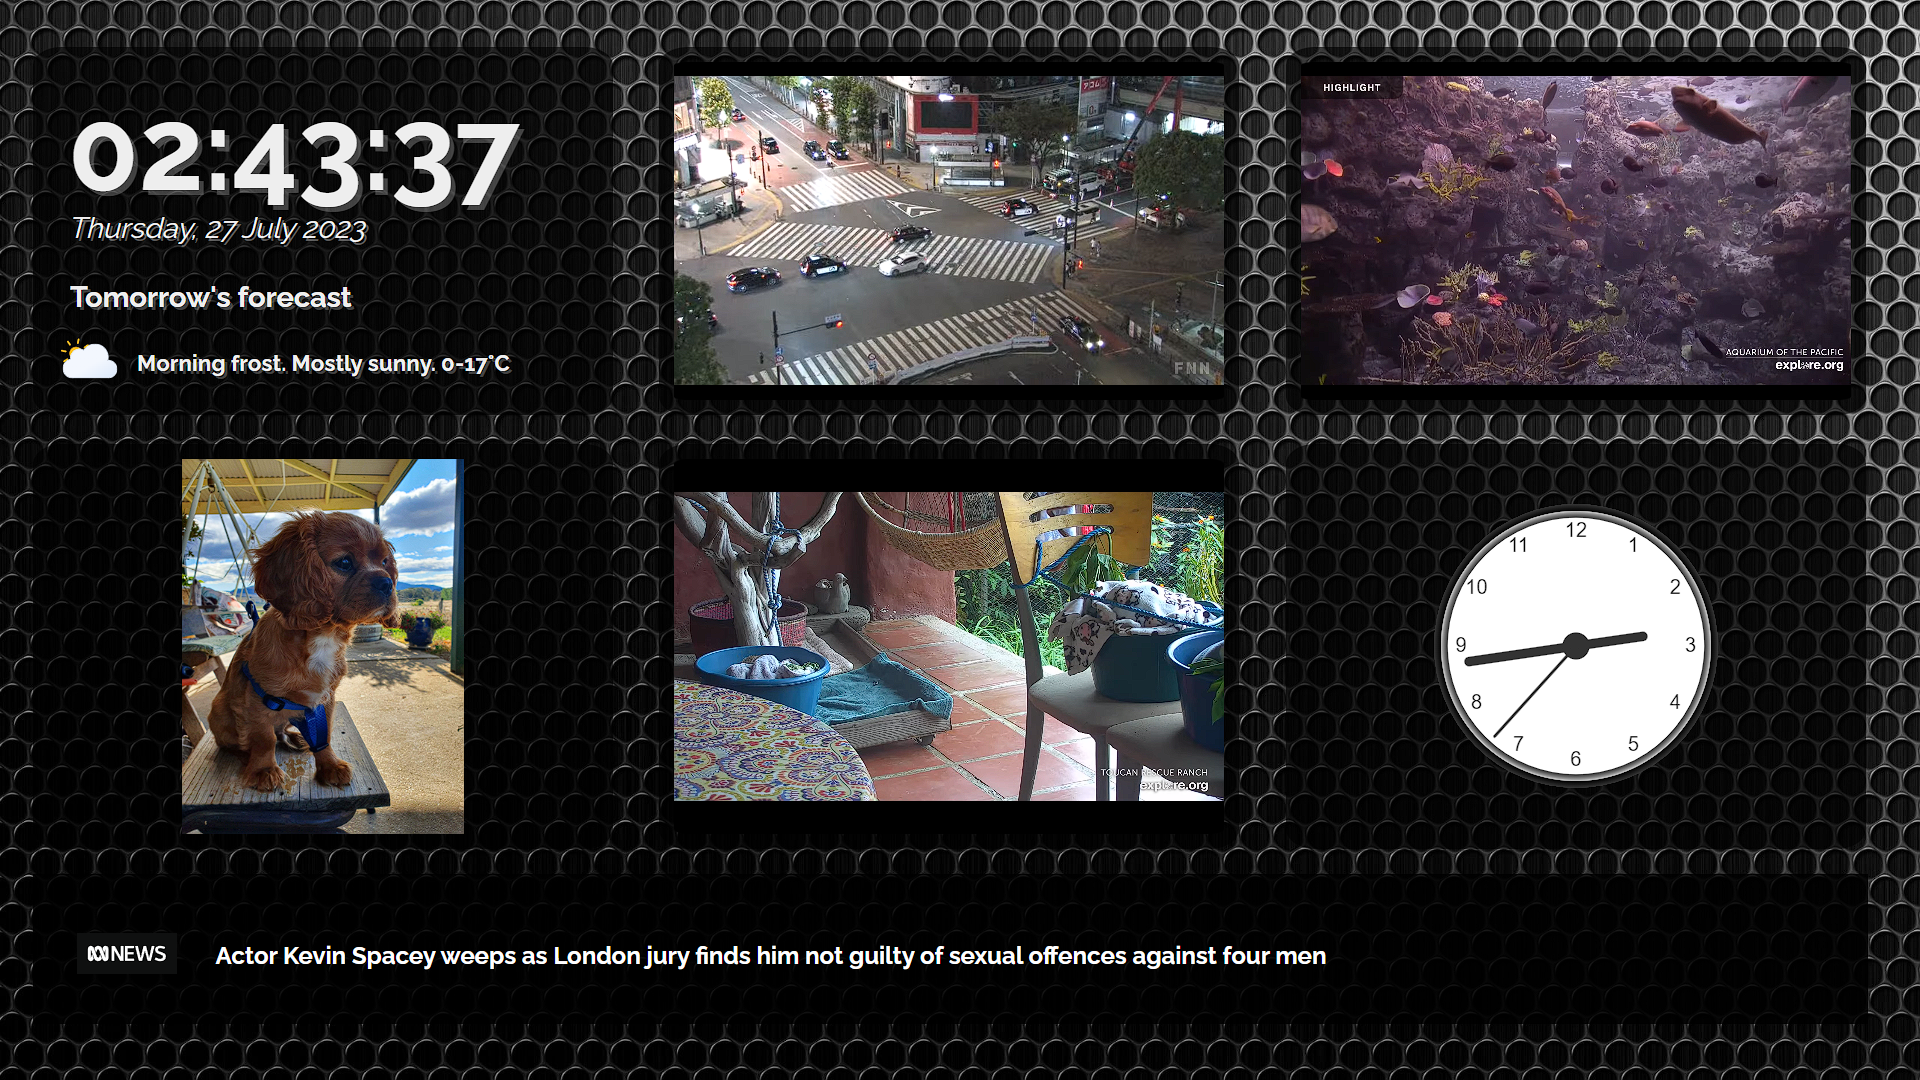 02:43:37
Thursday, 27 July 2023
Tomorrow's forecast
Morning frost. Mostly sunny. 0-17°C
FNN
HIGHLIGHT
AQUARIUM OF THE PACIFIC
explore.org
TOUCAN RESCUE RANCH
explore.org
12
1
2
3
4
5
6
7
8
9
10
11
NEWS
Actor Kevin Spacey weeps as London jury finds him not guilty of sexual offences against four men